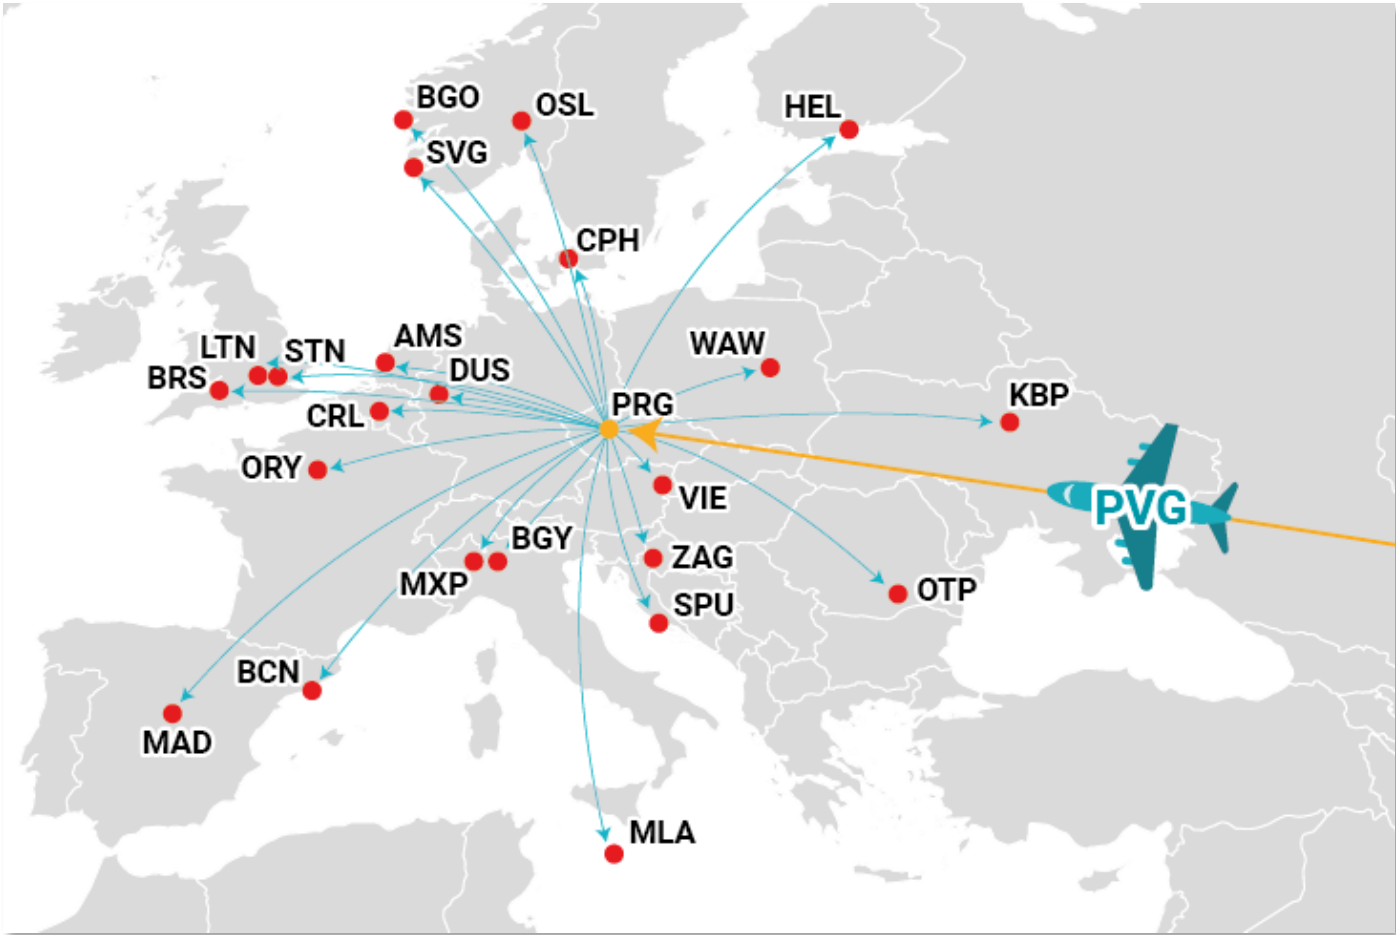 BGO
OSL
HEL
SVG
CPH
AMS
LTN
STN
WAW
BRS
DUS
KBP
CRL
PRG
ORY
VIE
PVG
BGY
ZAG
MXP
OTP
SPU
BCN
MAD
MLA